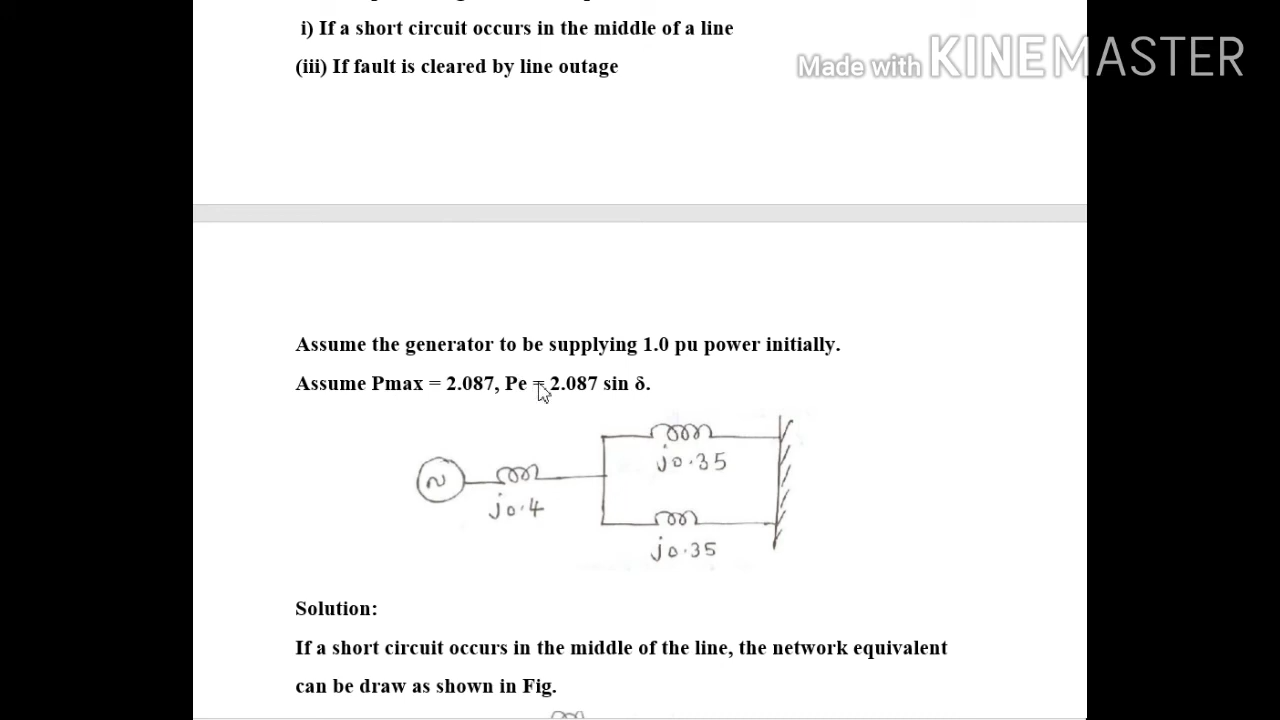 i) If a short circuit occurs in the middle of a line
Made with KINEMASTER
(iii) If fault is cleared by line outage
Assume the generator to be supplying 1.0 pu power initially.
Assume Pmax = 2.087, Pe = 2.087 sin δ.
j0.35
j0.4
j0.35
Solution:
If a short circuit occurs in the middle of the line, the network equivalent
can be draw as shown in Fig.